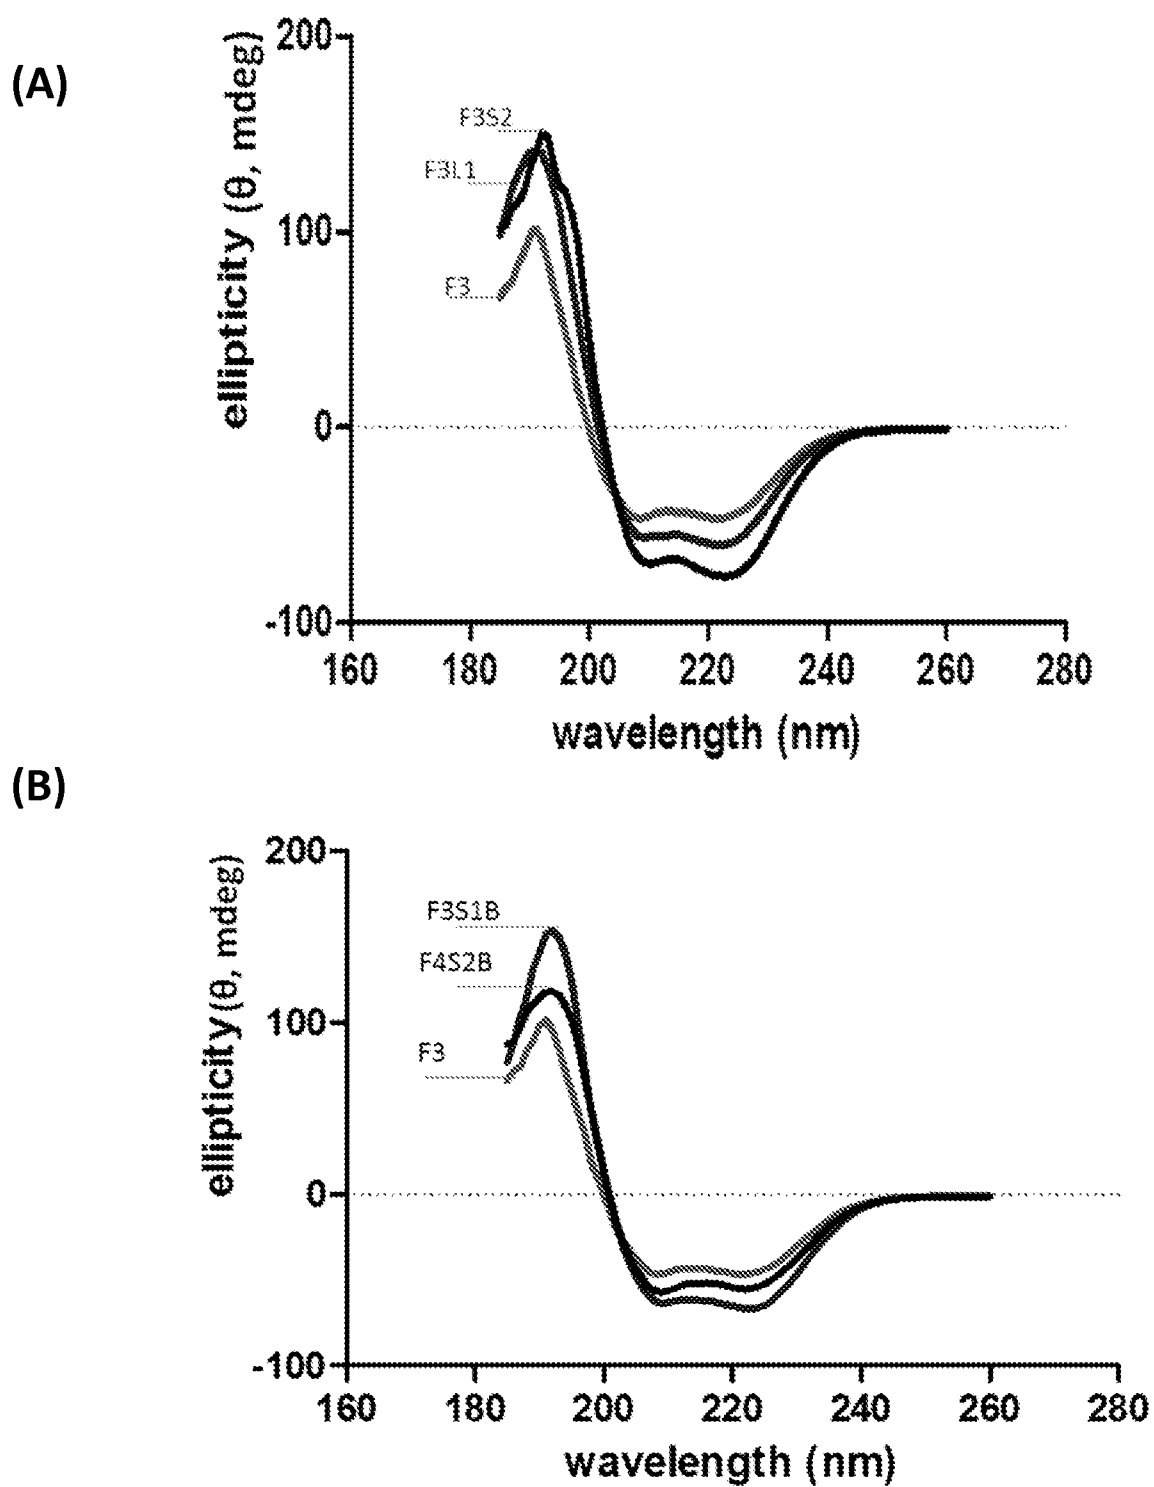 (A)
200
100
0
-100
ellipticity (θ, mdeg)
F3S2
F3L1
F3
160 180 200 220 240 260 280
wavelength (nm)
(B)
200
100
0
-100
ellipticity (θ, mdeg)
F3S1B
F4S2B
F3
160 180 200 220 240 260 280
wavelength (nm)